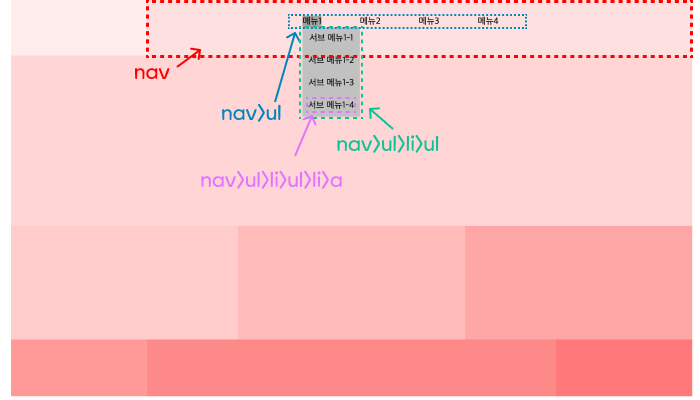 메뉴1 메뉴2 메뉴3 메뉴4
서브 메뉴1-1
서브 메뉴1-2
서브 메뉴1-3
서브 메뉴1-4
nav
nav>ul
nav>ul>li>ul
nav>ul>li>ul>li>a